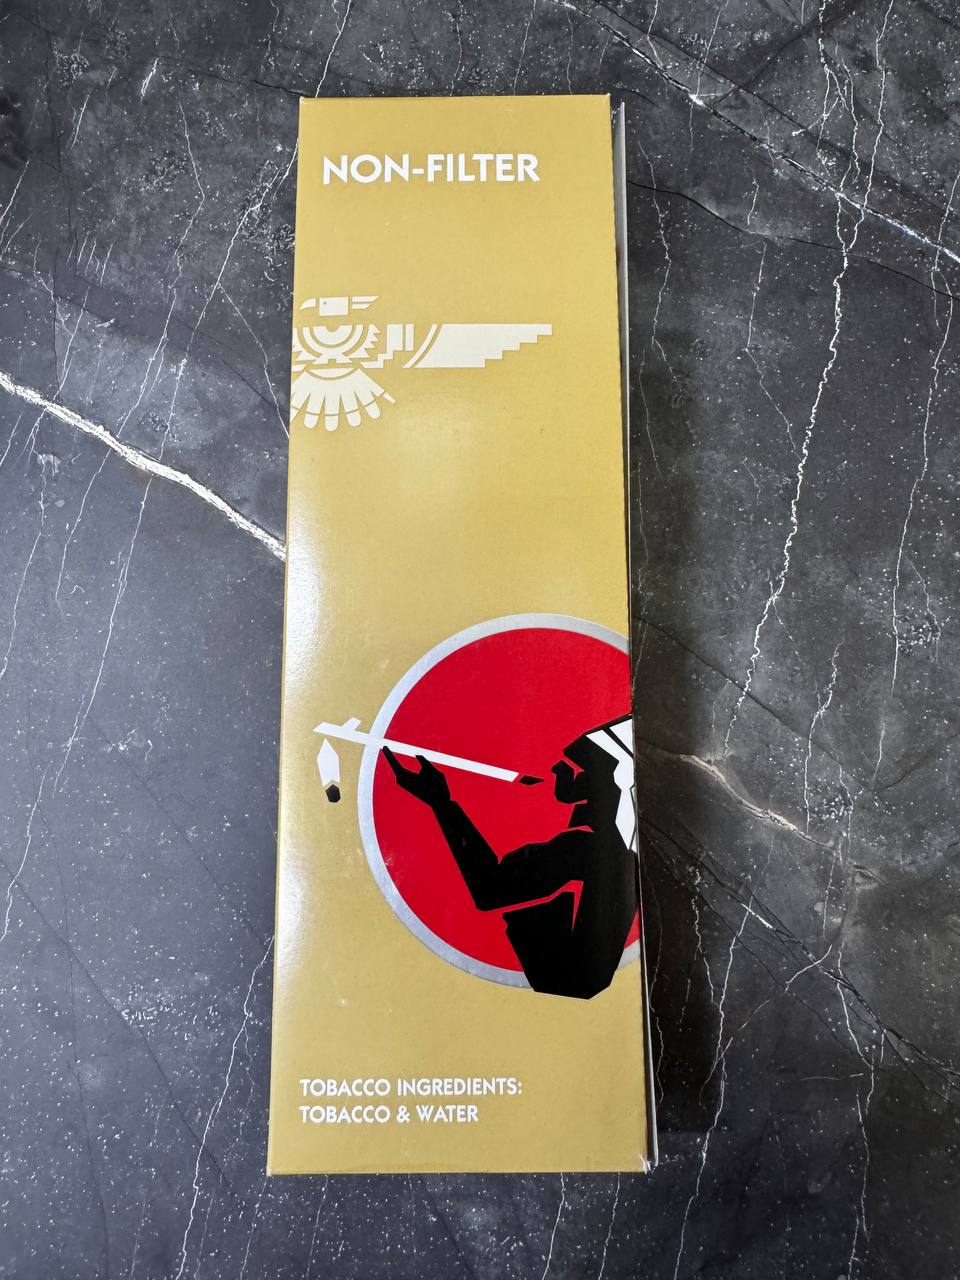 NON-FILTER
TOBACCO INGREDIENTS:
TOBACCO & WATER